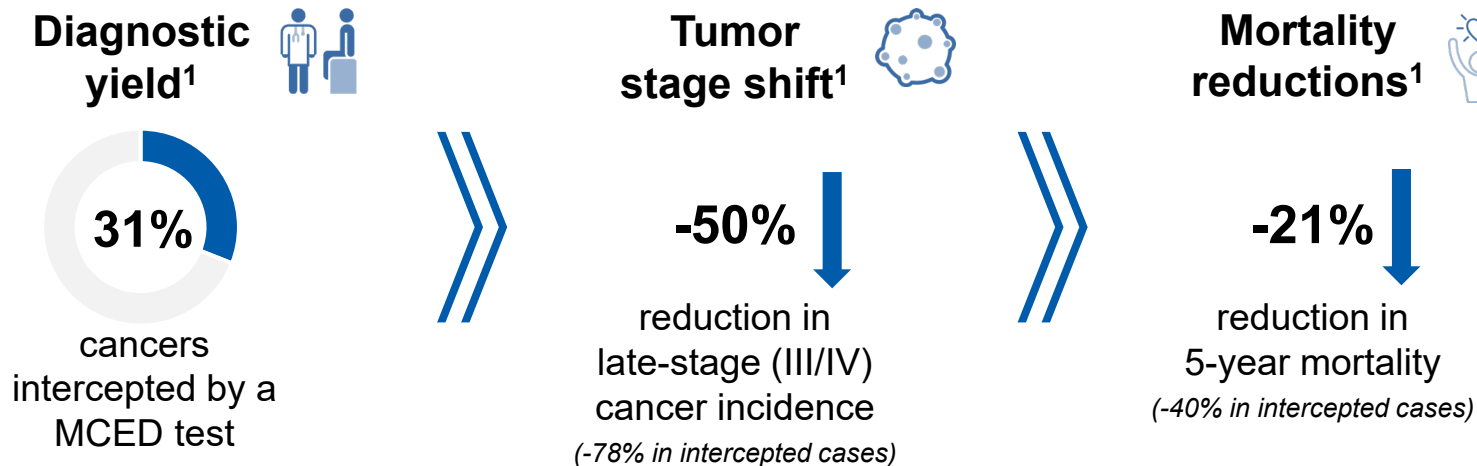 Diagnostic
yield1
31%
cancers
intercepted by a
MCED test
Tumor
stage shift1
-50%
reduction in
late-stage (III/IV)
cancer incidence
(-78% in intercepted cases)
Mortality
reductions1
-21%
reduction in
5-year mortality
(-40% in intercepted cases)